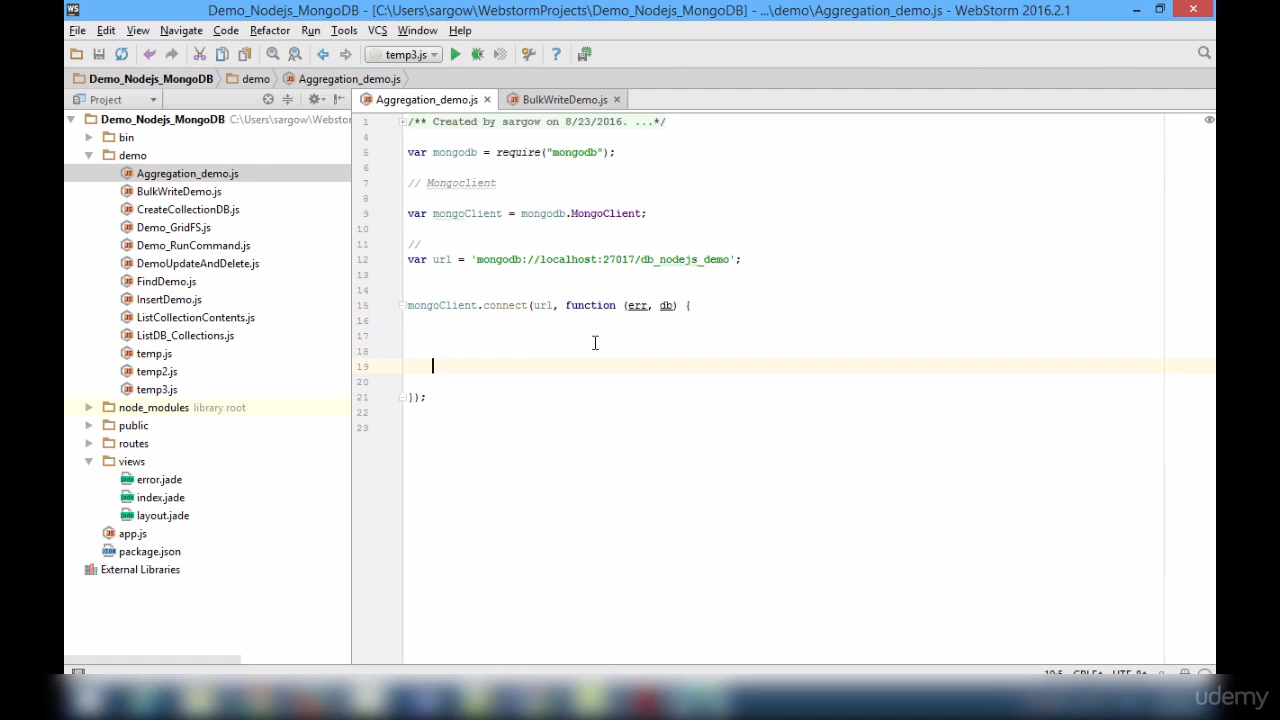 WS Demo_Nodejs_MongoDB - [C:\Users\sargow\WebstormProjects\Demo_Nodejs_MongoDB] - ...\demo\Aggregation_demo.js - WebStorm 2016.2.1
File Edit View Navigate Code Refactor Run Tools VCS Window Help
temp3.js
Demo_Nodejs_MongoDB demo Aggregation_demo.js
Project
Aggregation_demo.js BulkWriteDemo.js
Demo_Nodejs_MongoDB C:\Users\sargow\Webstor
bin
demo
Aggregation_demo.js
BulkWriteDemo.js
CreateCollectionDB.js
Demo_GridFS.js
Demo_RunCommand.js
DemoUpdateAndDelete.js
FindDemo.js
InsertDemo.js
ListCollectionContents.js
ListDB_Collections.js
temp.js
temp2.js
temp3.js
node_modules library root
public
routes
views
error.jade
index.jade
layout.jade
app.js
package.json
External Libraries
1 /** Created by sargow on 8/23/2016. ...*/
4
5 var mongodb = require("mongodb");
6
7 // Mongoclient
8
9 var mongoClient = mongodb.MongoClient;
10
11 //
12 var url = 'mongodb://localhost:27017/db_nodejs_demo';
13
14
15 mongoClient.connect(url, function (err, db) {
16
17
18
19
20
21 });
22
23
udemy